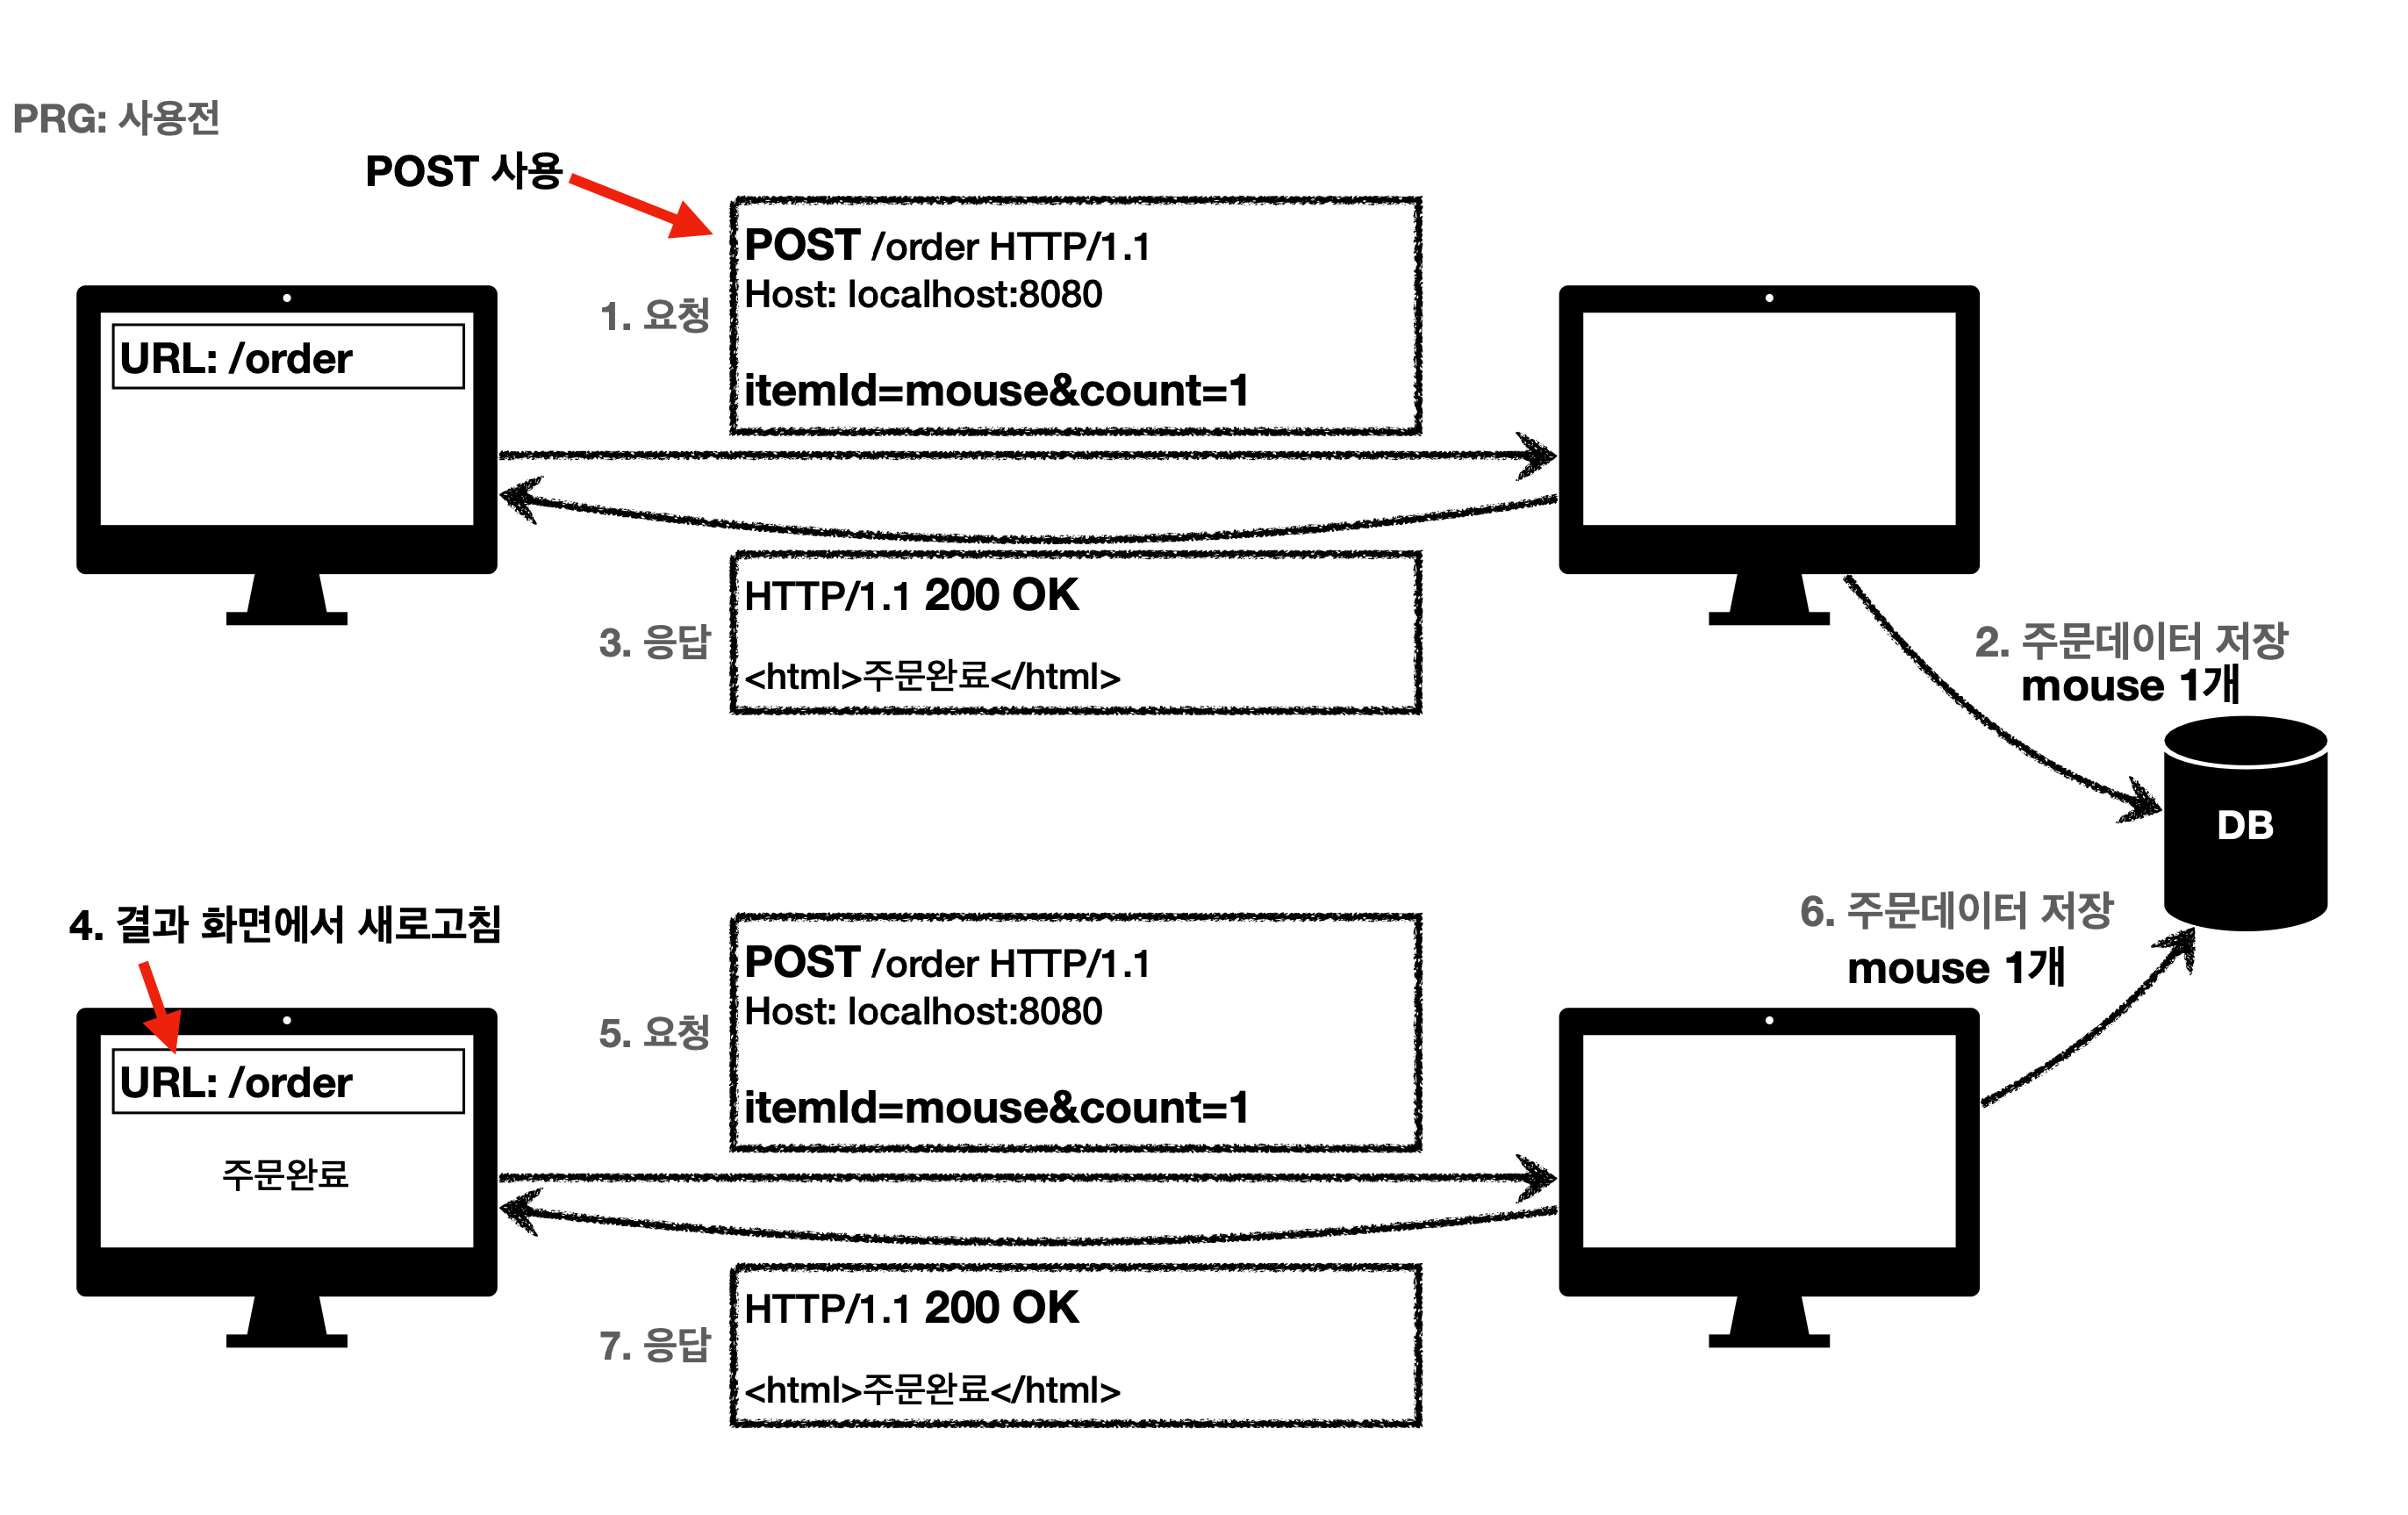 PRG: 사용전
POST 사용
POST /order HTTP/1.1
Host: localhost:8080
itemId=mouse&count=1
1. 요청
URL: /order
HTTP/1.1 200 OK
<html>주문완료</html>
3. 응답
2. 주문데이터 저장
mouse 1개
DB
4. 결과 화면에서 새로고침
URL: /order
주문완료
5. 요청
POST /order HTTP/1.1
Host: localhost:8080
itemId=mouse&count=1
6. 주문데이터 저장
mouse 1개
7. 응답
HTTP/1.1 200 OK
<html>주문완료</html>